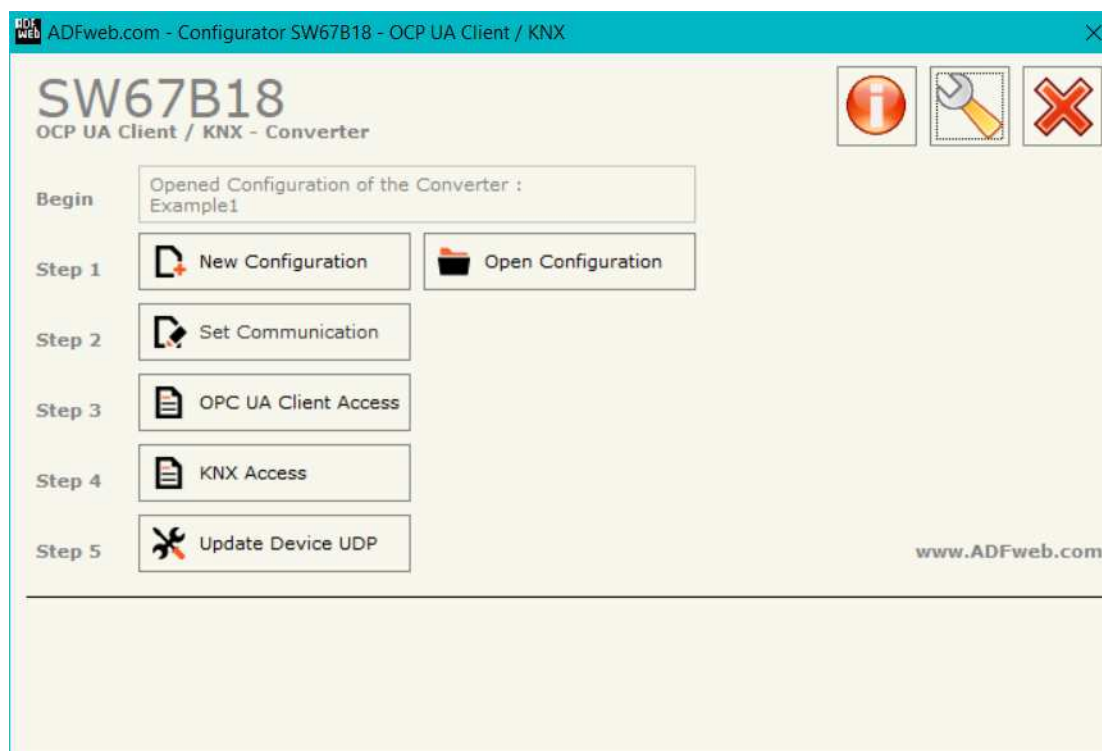 ADF
WEB
ADFweb.com - Configurator SW67B18 - OCP UA Client / KNX
SW67B18
OCP UA Client / KNX - Converter
Begin
Opened Configuration of the Converter :
Example1
Step 1
New Configuration
Open Configuration
Step 2
Set Communication
Step 3
OPC UA Client Access
Step 4
KNX Access
Step 5
Update Device UDP
www.ADFweb.com